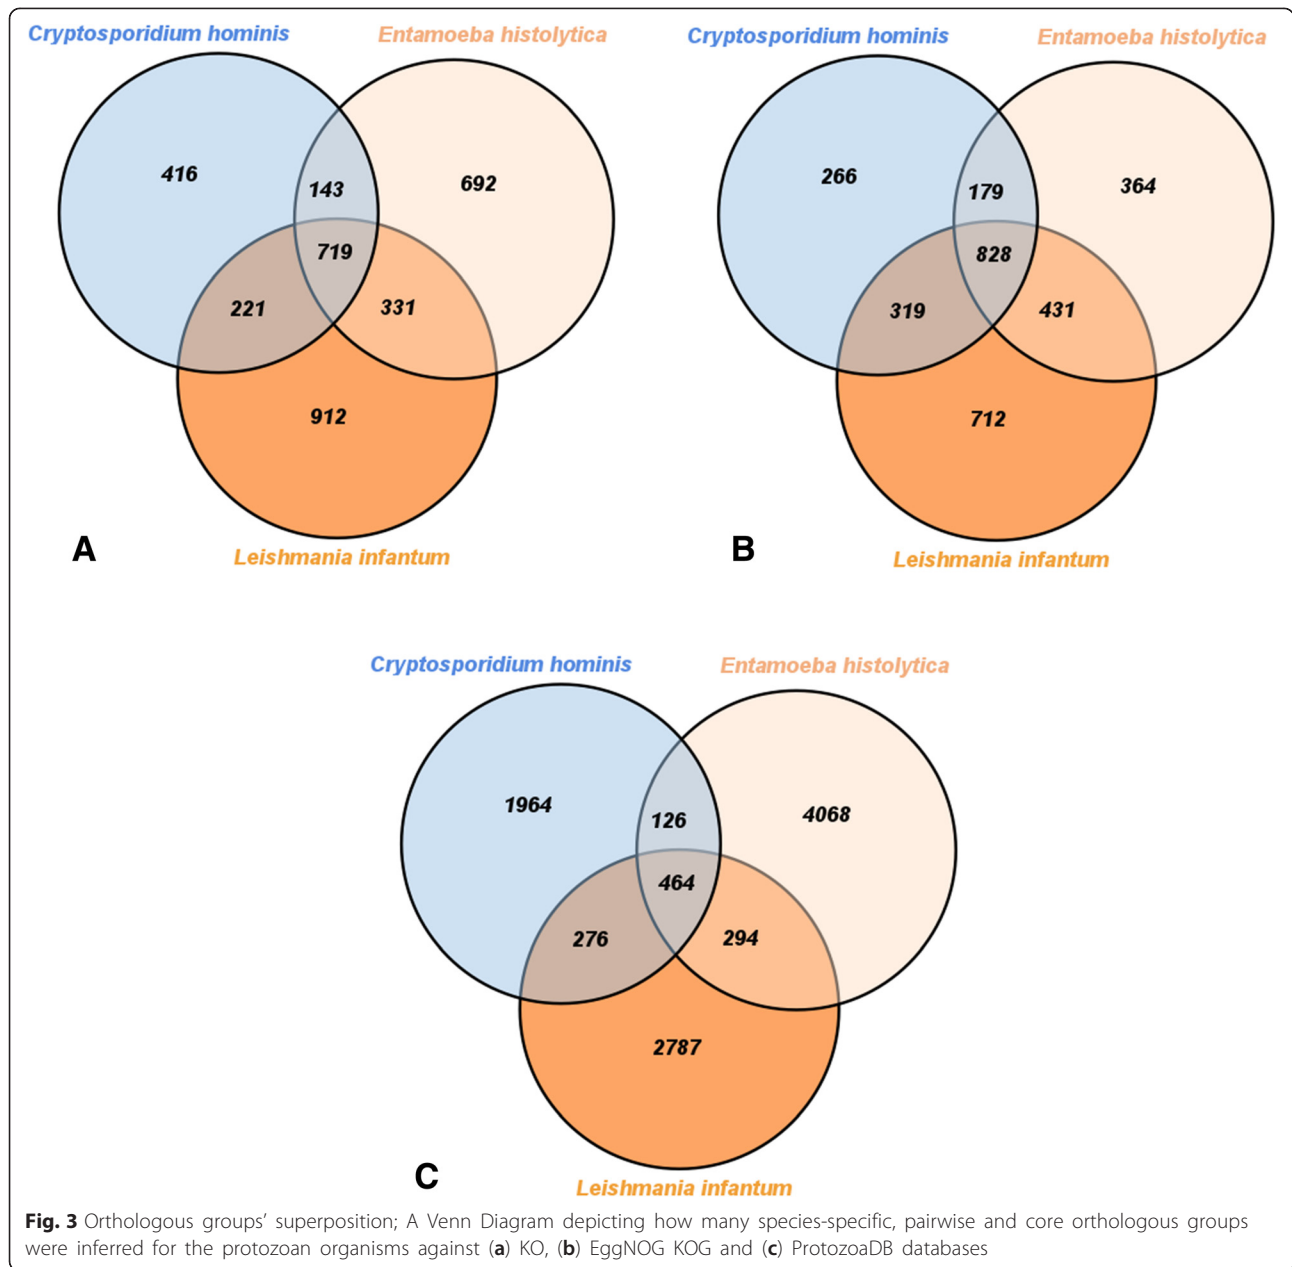 Cryptosporidium hominis
Entamoeba histolytica
416
143
692
719
221
331
912
A
Leishmania infantum
Cryptosporidium hominis
Entamoeba histolytica
266
179
364
828
319
431
712
B
Leishmania infantum
Cryptosporidium hominis
Entamoeba histolytica
1964
126
4068
464
276
294
2787
C
Leishmania infantum
Fig. 3 Orthologous groups' superposition; A Venn Diagram depicting how many species-specific, pairwise and core orthologous groups
were inferred for the protozoan organisms against (a) KO, (b) EggNOG KOG and (c) ProtozoaDB databases